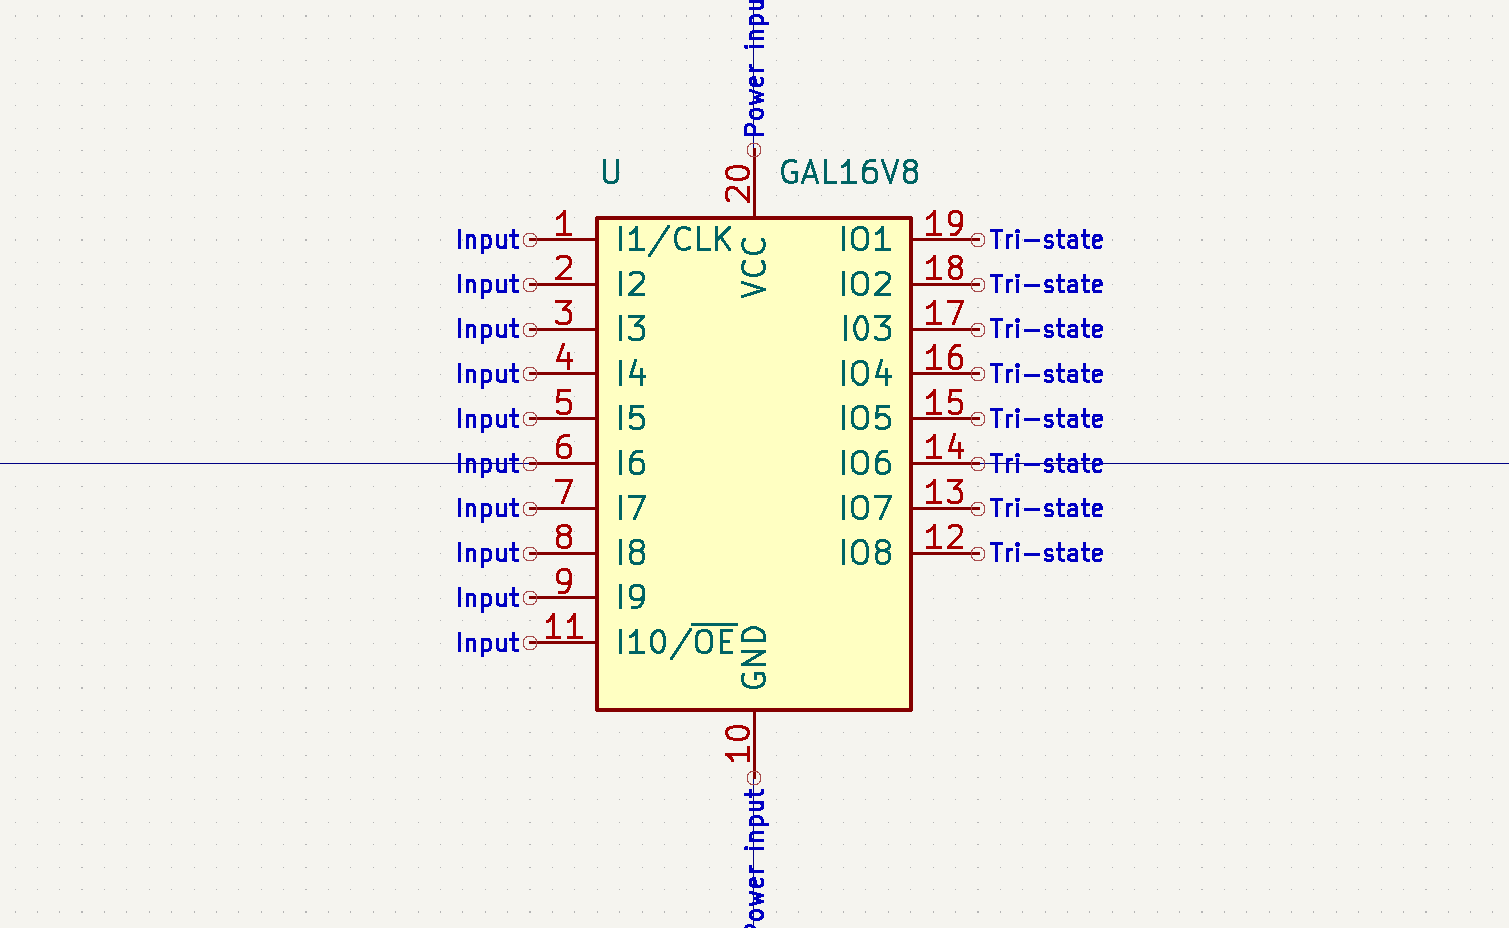 Power inpu
U
20
GAL16V8
Input 1 I1/CLK VCC IO1 19 Tri-state
Input 2 I2 IO2 18 Tri-state
Input 3 I3 I03 17 Tri-state
Input 4 I4 IO4 16 Tri-state
Input 5 I5 IO5 15 Tri-state
Input 6 I6 IO6 14 Tri-state
Input 7 I7 IO7 13 Tri-state
Input 8 I8 IO8 12 Tri-state
Input 9 I9
Input 11 I10/O̅E̅ GND
10
Power input